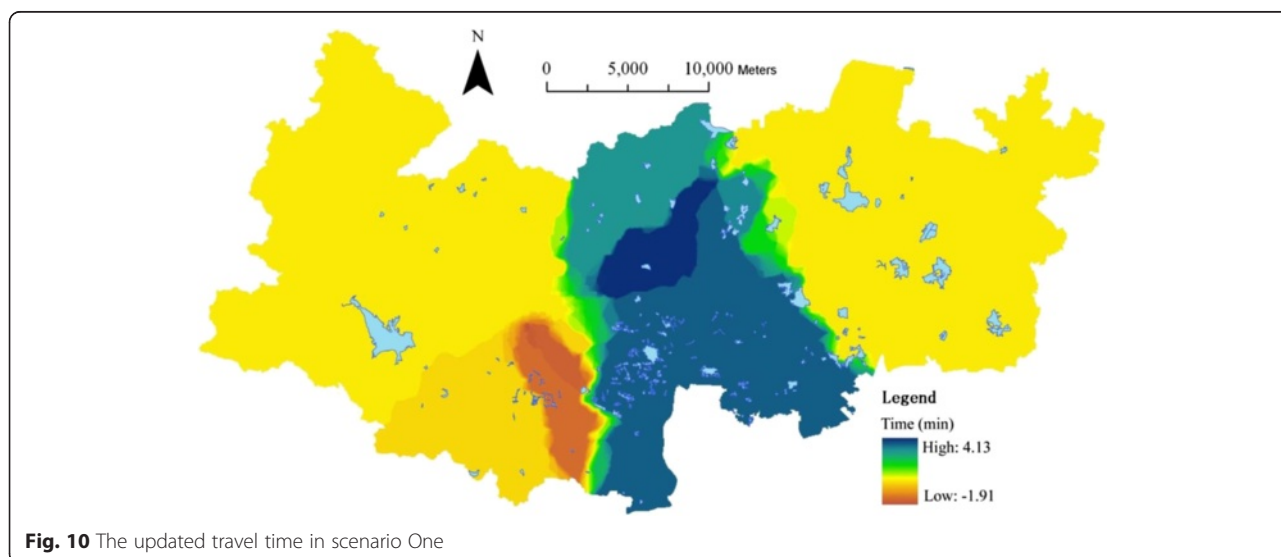 N
0 5,000 10,000 Meters
Legend
Time (min)
High: 4.13
Low: -1.91
Fig. 10 The updated travel time in scenario One